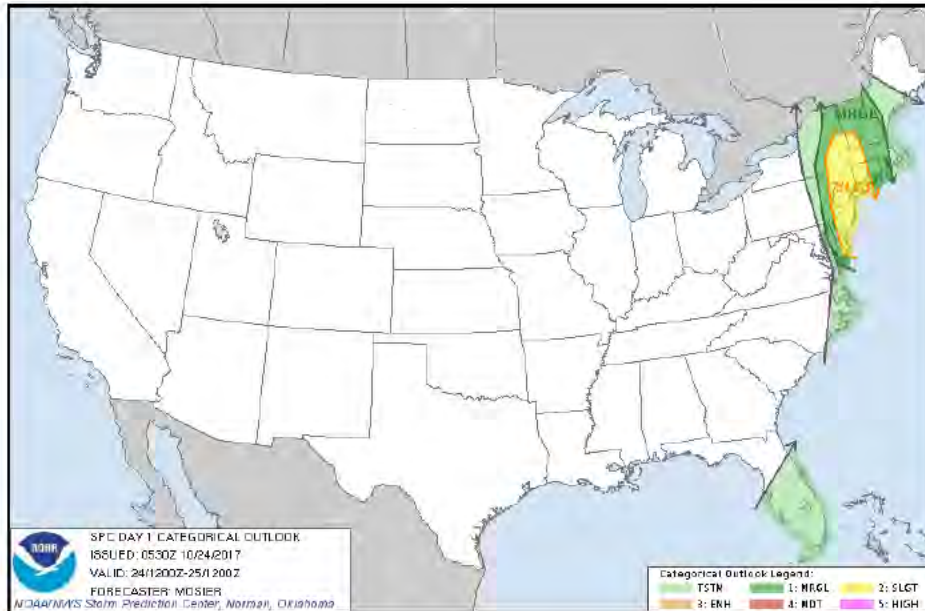 MRGL
SLGT
NOAA
SPC DAY 1 CATEGORICAL OUTLOOK
ISSUED: 0530Z 10/24/2017
VALID: 24/1200Z-25/1200Z
FORECASTER: MOSIER
NOAA/NWS Storm Prediction Center, Norman, Oklahoma
Categorical Outlook Legend:
TSTM 1: MRGL 2: SLGT
3: ENH 4: MDT 5: HIGH